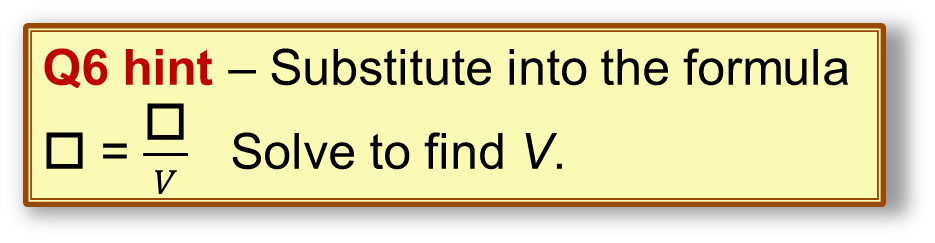 Q6 hint – Substitute into the formula
□ = □/V Solve to find V.